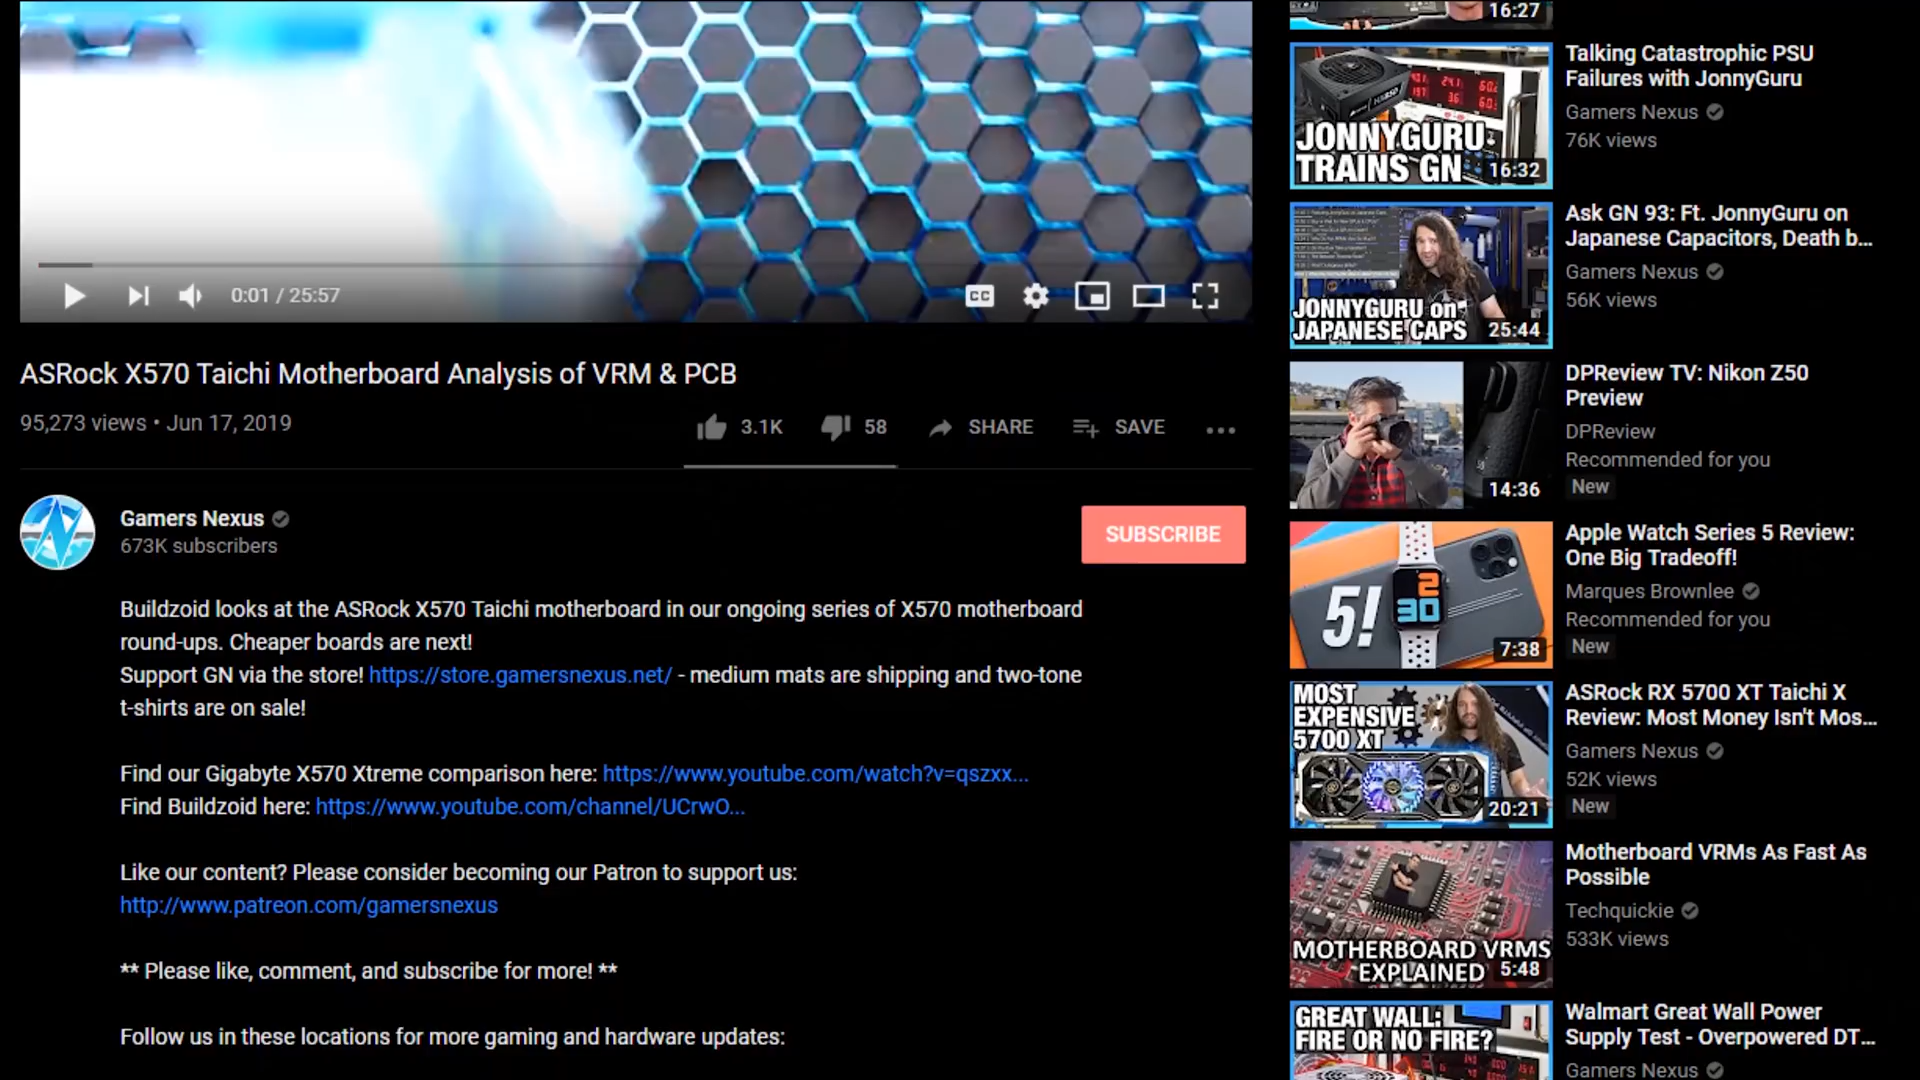 0:01 / 25:57
CC
ASRock X570 Taichi Motherboard Analysis of VRM & PCB
95,273 views • Jun 17, 2019
3.1K
58
SHARE
SAVE
Gamers Nexus
673K subscribers
SUBSCRIBE
Buildzoid looks at the ASRock X570 Taichi motherboard in our ongoing series of X570 motherboard
round-ups. Cheaper boards are next!
Support GN via the store! https://store.gamersnexus.net/ - medium mats are shipping and two-tone
t-shirts are on sale!
Find our Gigabyte X570 Xtreme comparison here: https://www.youtube.com/watch?v=qszxx...
Find Buildzoid here: https://www.youtube.com/channel/UCrwO...
Like our content? Please consider becoming our Patron to support us:
http://www.patreon.com/gamersnexus
** Please like, comment, and subscribe for more! **
Follow us in these locations for more gaming and hardware updates:
16:27
JONNYGURU
TRAINS GN
16:32
Talking Catastrophic PSU
Failures with JonnyGuru
Gamers Nexus
76K views
JONNYGURU on
JAPANESE CAPS
25:44
Ask GN 93: Ft. JonnyGuru on
Japanese Capacitors, Death b...
Gamers Nexus
56K views
14:36
DPReview TV: Nikon Z50
Preview
DPReview
Recommended for you
New
5!
2
30
7:38
Apple Watch Series 5 Review:
One Big Tradeoff!
Marques Brownlee
Recommended for you
New
MOST
EXPENSIVE
5700 XT
20:21
ASRock RX 5700 XT Taichi X
Review: Most Money Isn't Mos...
Gamers Nexus
52K views
New
MOTHERBOARD VRMS
EXPLAINED
5:48
Motherboard VRMs As Fast As
Possible
Techquickie
533K views
GREAT WALL:
FIRE OR NO FIRE?
Walmart Great Wall Power
Supply Test - Overpowered DT...
Gamers Nexus